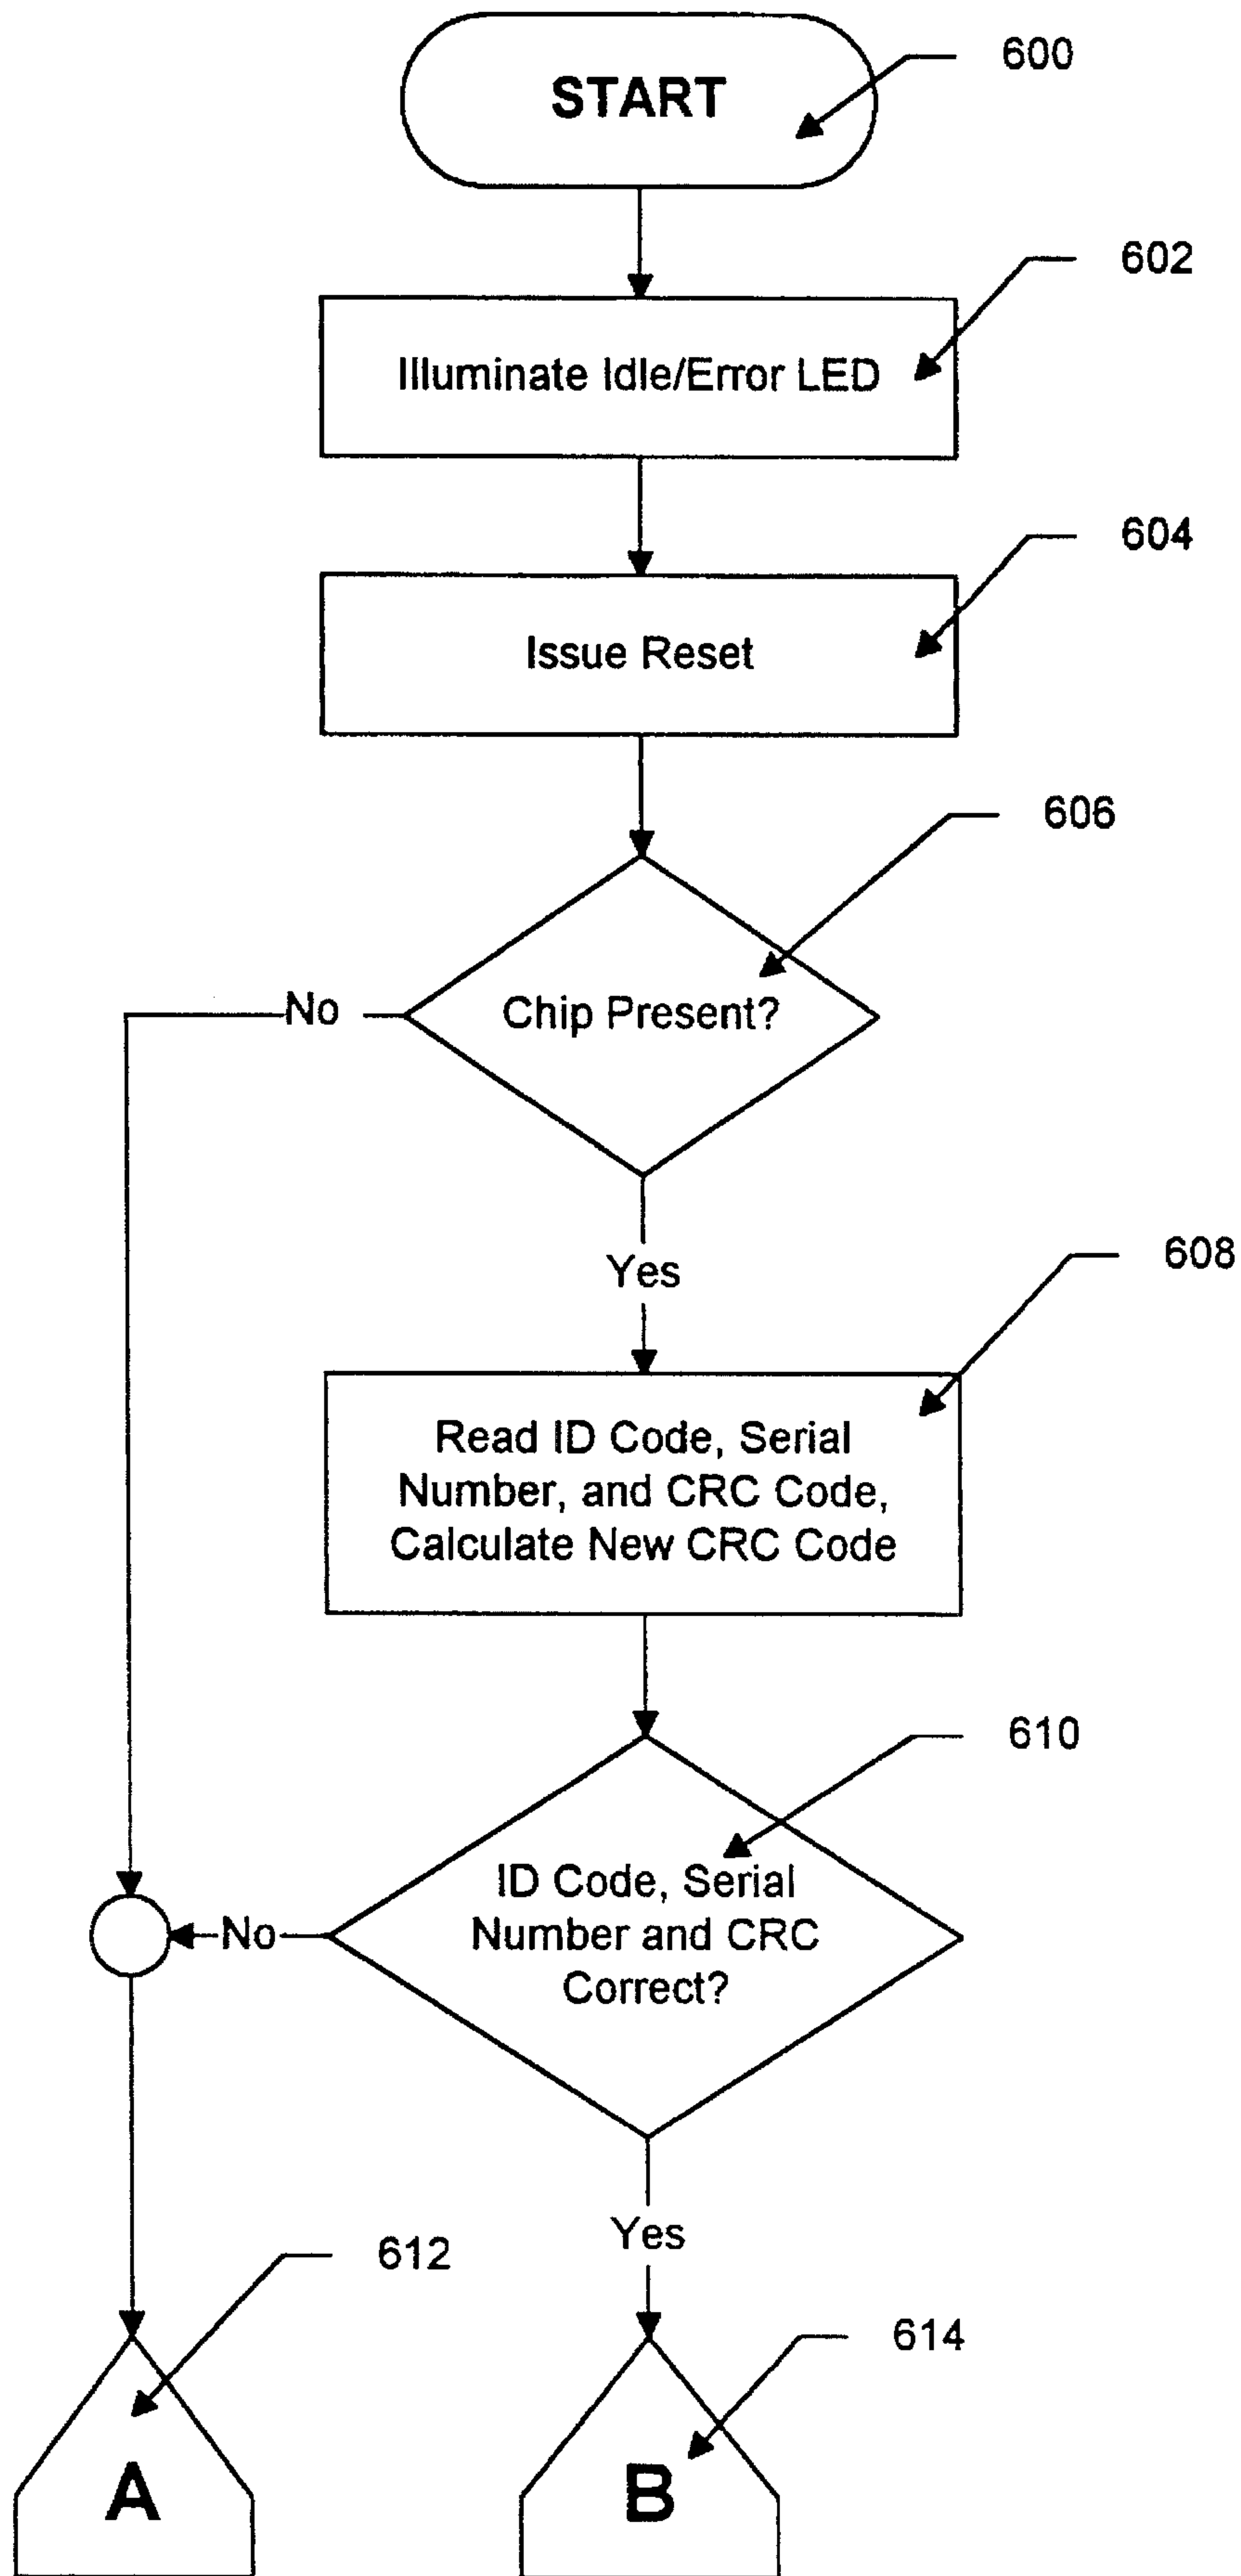 START
600
Illuminate Idle/Error LED
602
Issue Reset
604
606
Chip Present?
No
Yes
608
Read ID Code, Serial
Number, and CRC Code,
Calculate New CRC Code
610
ID Code, Serial
Number and CRC
Correct?
No
Yes
612
614
A
B